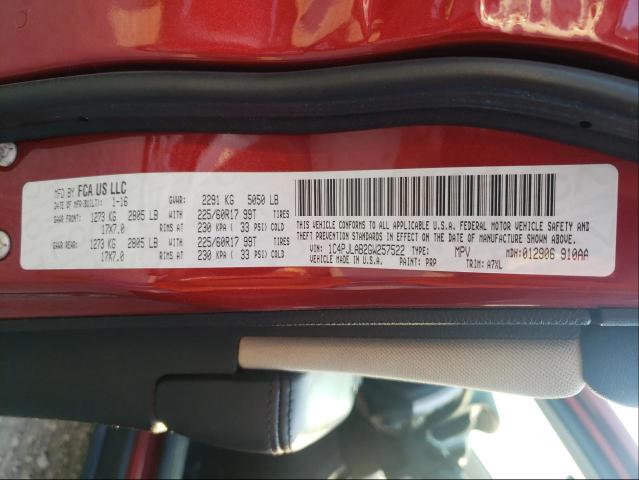 MFD BY FCA US LLC
DATE OF MFR(BUILT): 1-16 GVWR: 2291 KG 5050 LB
GAWR FRONT: 1273 KG 2805 LB WITH 225/60R17 99T TIRES
17X7.0 RIMS AT 230 KPA ( 33 PSI) COLD
GAWR REAR: 1273 KG 2805 LB WITH 225/60R17 99T TIRES
17X7.0 RIMS AT 230 KPA ( 33 PSI) COLD
THIS VEHICLE CONFORMS TO ALL APPLICABLE U.S.A. FEDERAL MOTOR VEHICLE SAFETY AND
THEFT PREVENTION STANDARDS IN EFFECT ON THE DATE OF MANUFACTURE SHOWN ABOVE.
VIN: 1C4PJLAB2GW257522 TYPE: MPV MDH: 012906 910AA
VEHICLE MADE IN U.S.A. PAINT: PRP TRIM: A7XL